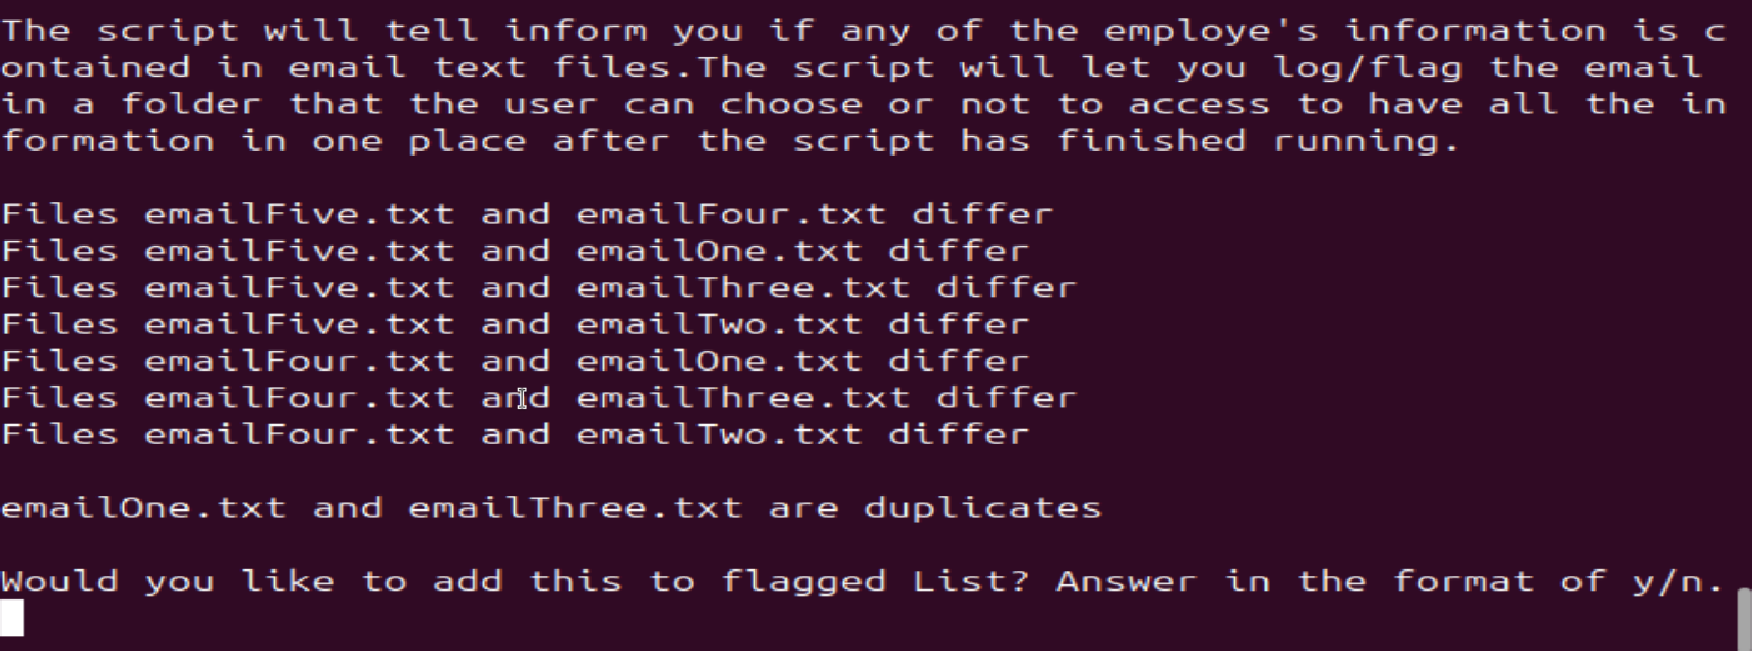 The script will tell inform you if any of the employe's information is c
ontained in email text files.The script will let you log/flag the email
in a folder that the user can choose or not to access to have all the in
formation in one place after the script has finished running.
Files emailFive.txt and emailFour.txt differ
Files emailFive.txt and emailOne.txt differ
Files emailFive.txt and emailThree.txt differ
Files emailFive.txt and emailTwo.txt differ
Files emailFour.txt and emailOne.txt differ
Files emailFour.txt and emailThree.txt differ
Files emailFour.txt and emailTwo.txt differ
emailOne.txt and emailThree.txt are duplicates
Would you like to add this to flagged List? Answer in the format of y/n.